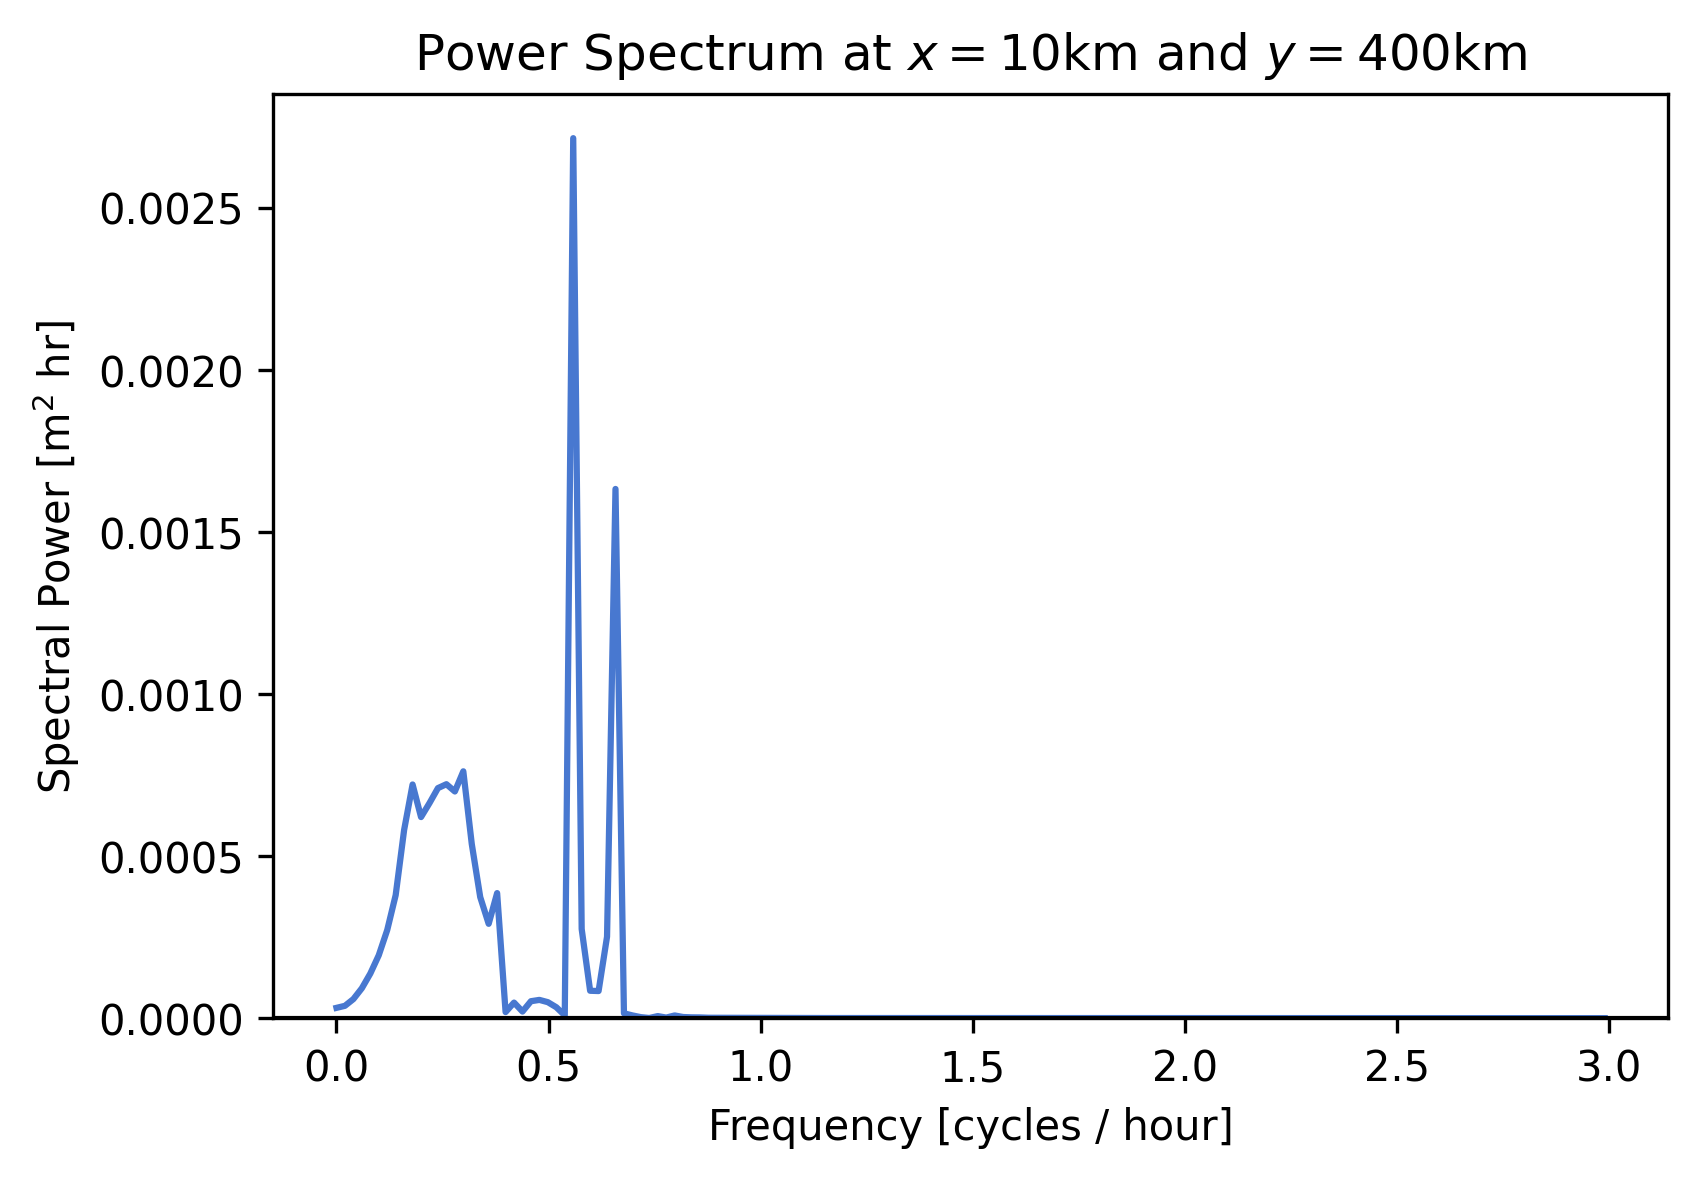 Power Spectrum at x = 10km and y = 400km
Spectral Power [m² hr]
0.0025
0.0020
0.0015
0.0010
0.0005
0.0000
0.0 0.5 1.0 1.5 2.0 2.5 3.0
Frequency [cycles / hour]